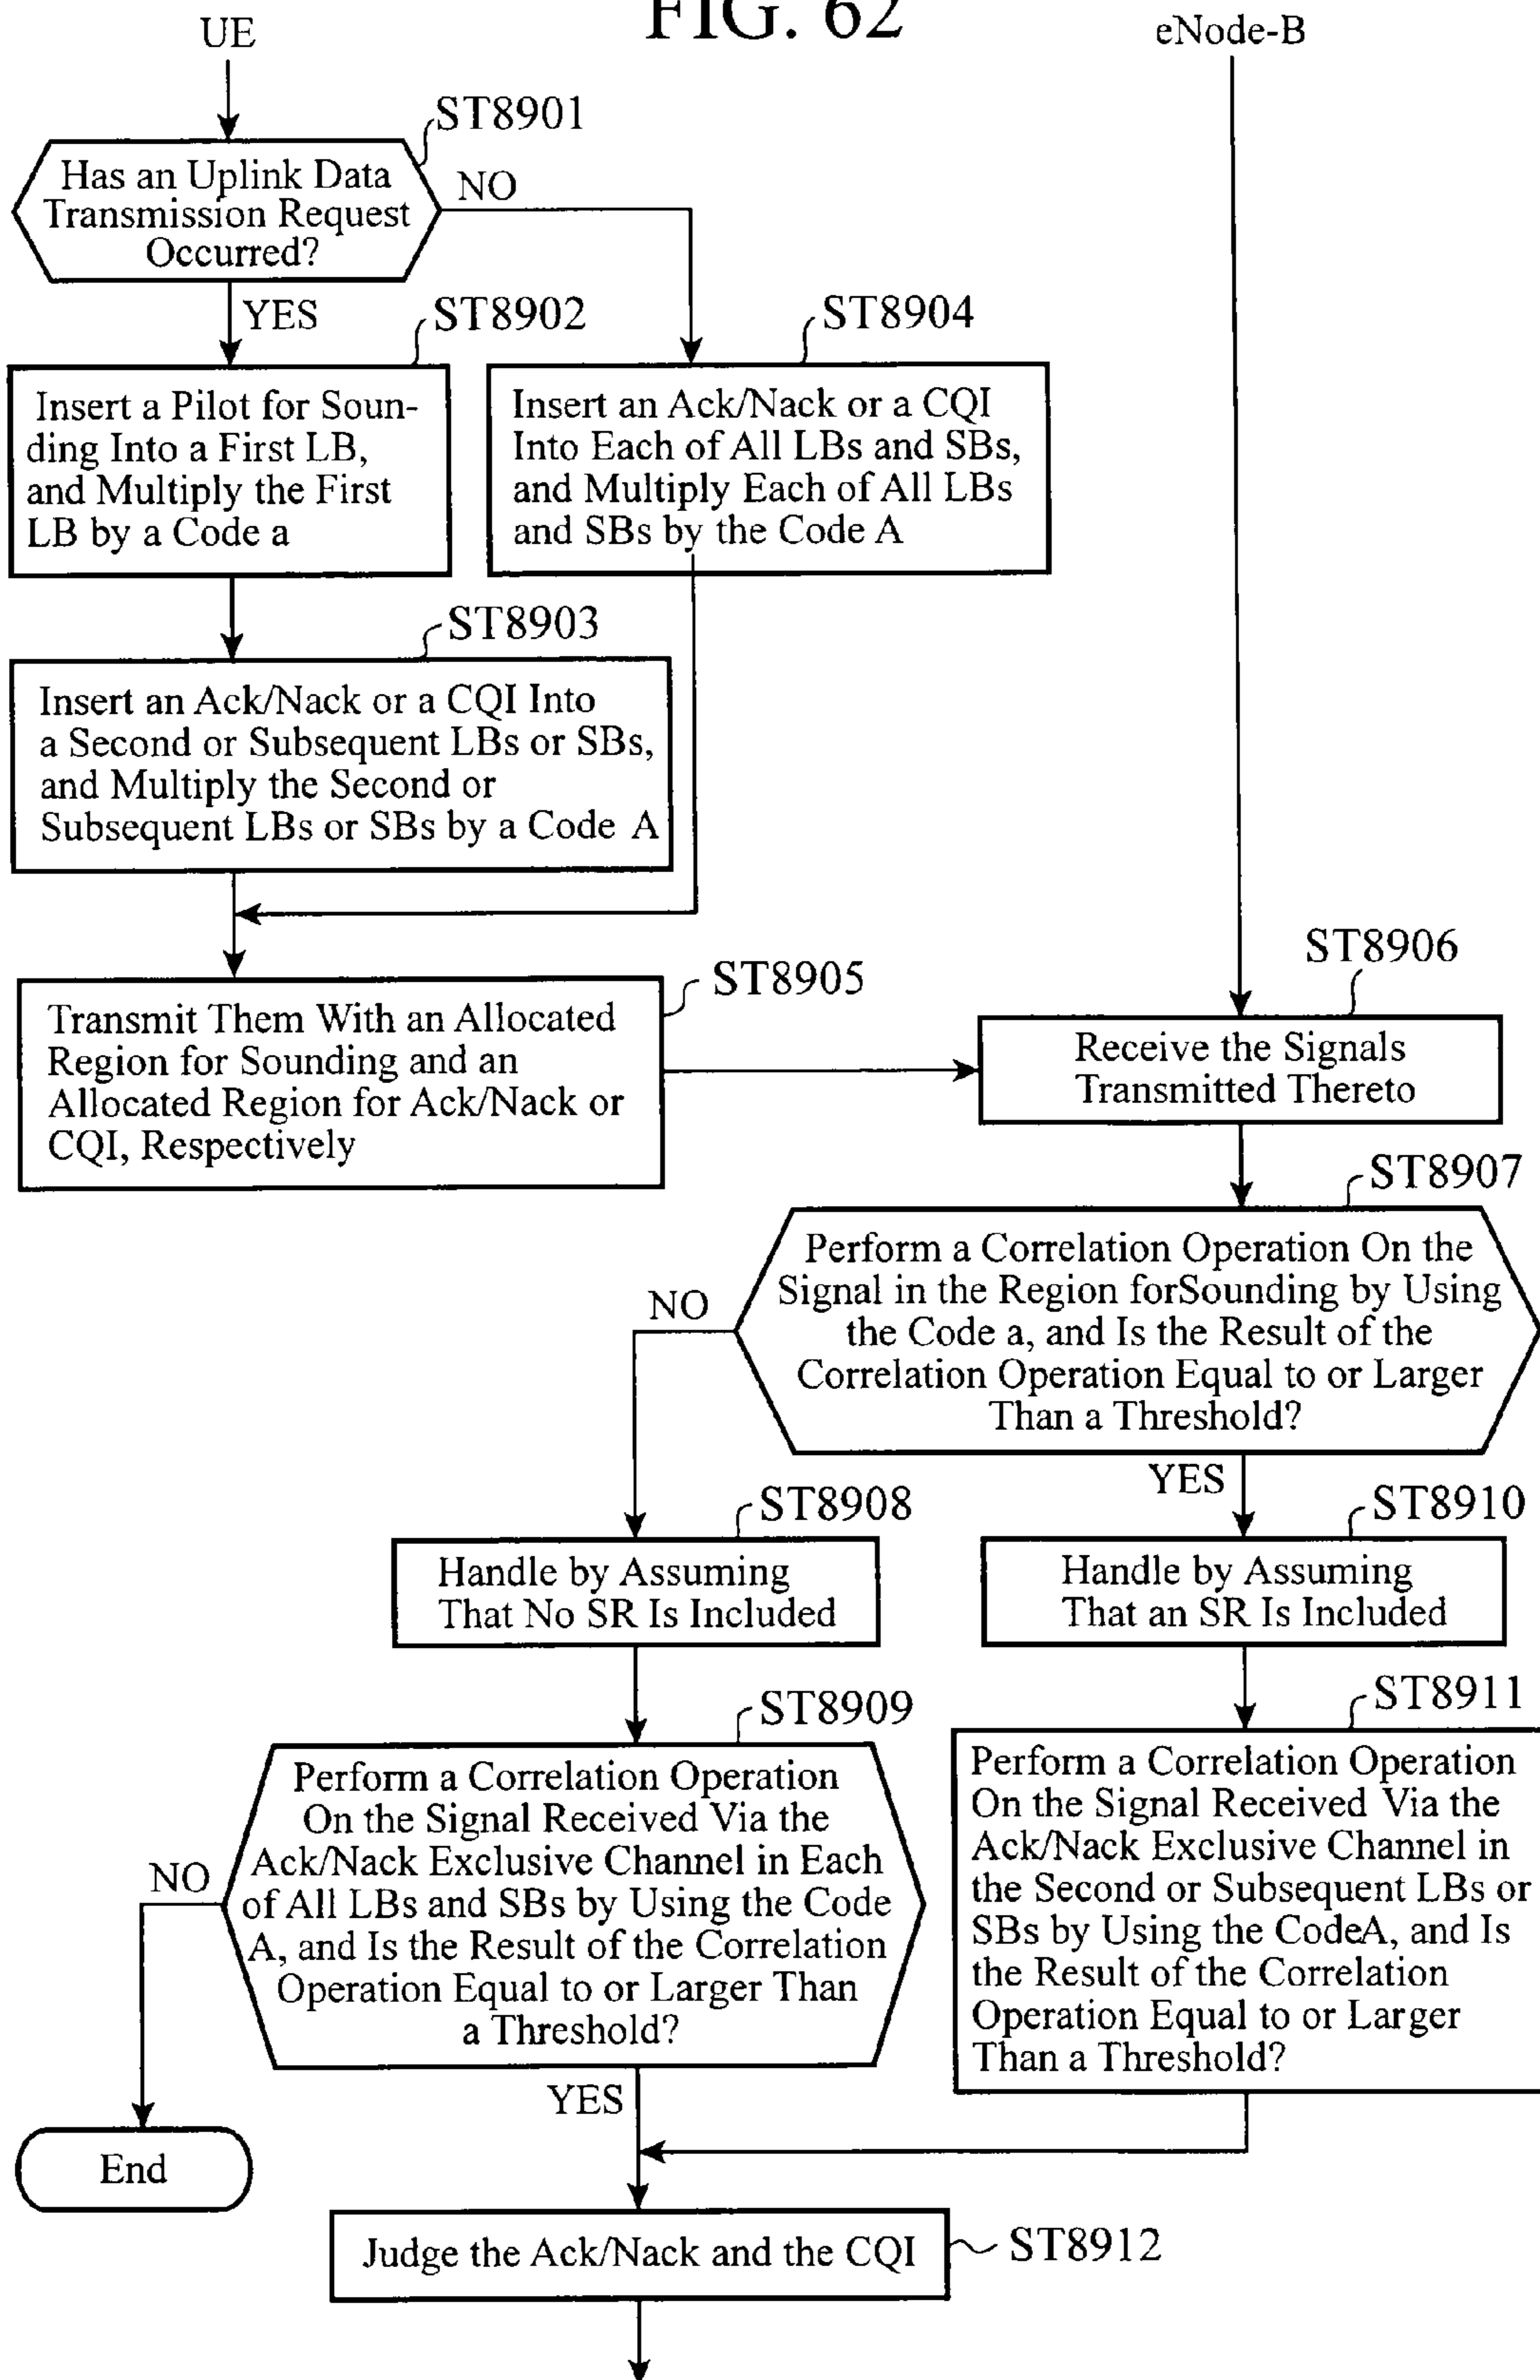 FIG. 62
UE
eNode-B
ST8901
Has an Uplink Data
Transmission Request
Occurred?
NO
YES
ST8902
ST8904
Insert a Pilot for Soun-
ding Into a First LB,
and Multiply the First
LB by a Code a
Insert an Ack/Nack or a CQI
Into Each of All LBs and SBs,
and Multiply Each of All LBs
and SBs by the Code A
ST8903
Insert an Ack/Nack or a CQI Into
a Second or Subsequent LBs or SBs,
and Multiply the Second or
Subsequent LBs or SBs by a Code A
ST8905
Transmit Them With an Allocated
Region for Sounding and an
Allocated Region for Ack/Nack or
CQI, Respectively
ST8906
Receive the Signals
Transmitted Thereto
ST8907
Perform a Correlation Operation On the
Signal in the Region forSounding by Using
the Code a, and Is the Result of the
Correlation Operation Equal to or Larger
Than a Threshold?
NO
YES
ST8908
Handle by Assuming
That No SR Is Included
ST8910
Handle by Assuming
That an SR Is Included
ST8909
Perform a Correlation Operation
On the Signal Received Via the
Ack/Nack Exclusive Channel in Each
of All LBs and SBs by Using the Code
A, and Is the Result of the Correlation
Operation Equal to or Larger Than
a Threshold?
NO
YES
ST8911
Perform a Correlation Operation
On the Signal Received Via the
Ack/Nack Exclusive Channel in
the Second or Subsequent LBs or
SBs by Using the CodeA, and Is
the Result of the Correlation
Operation Equal to or Larger
Than a Threshold?
End
Judge the Ack/Nack and the CQI
ST8912